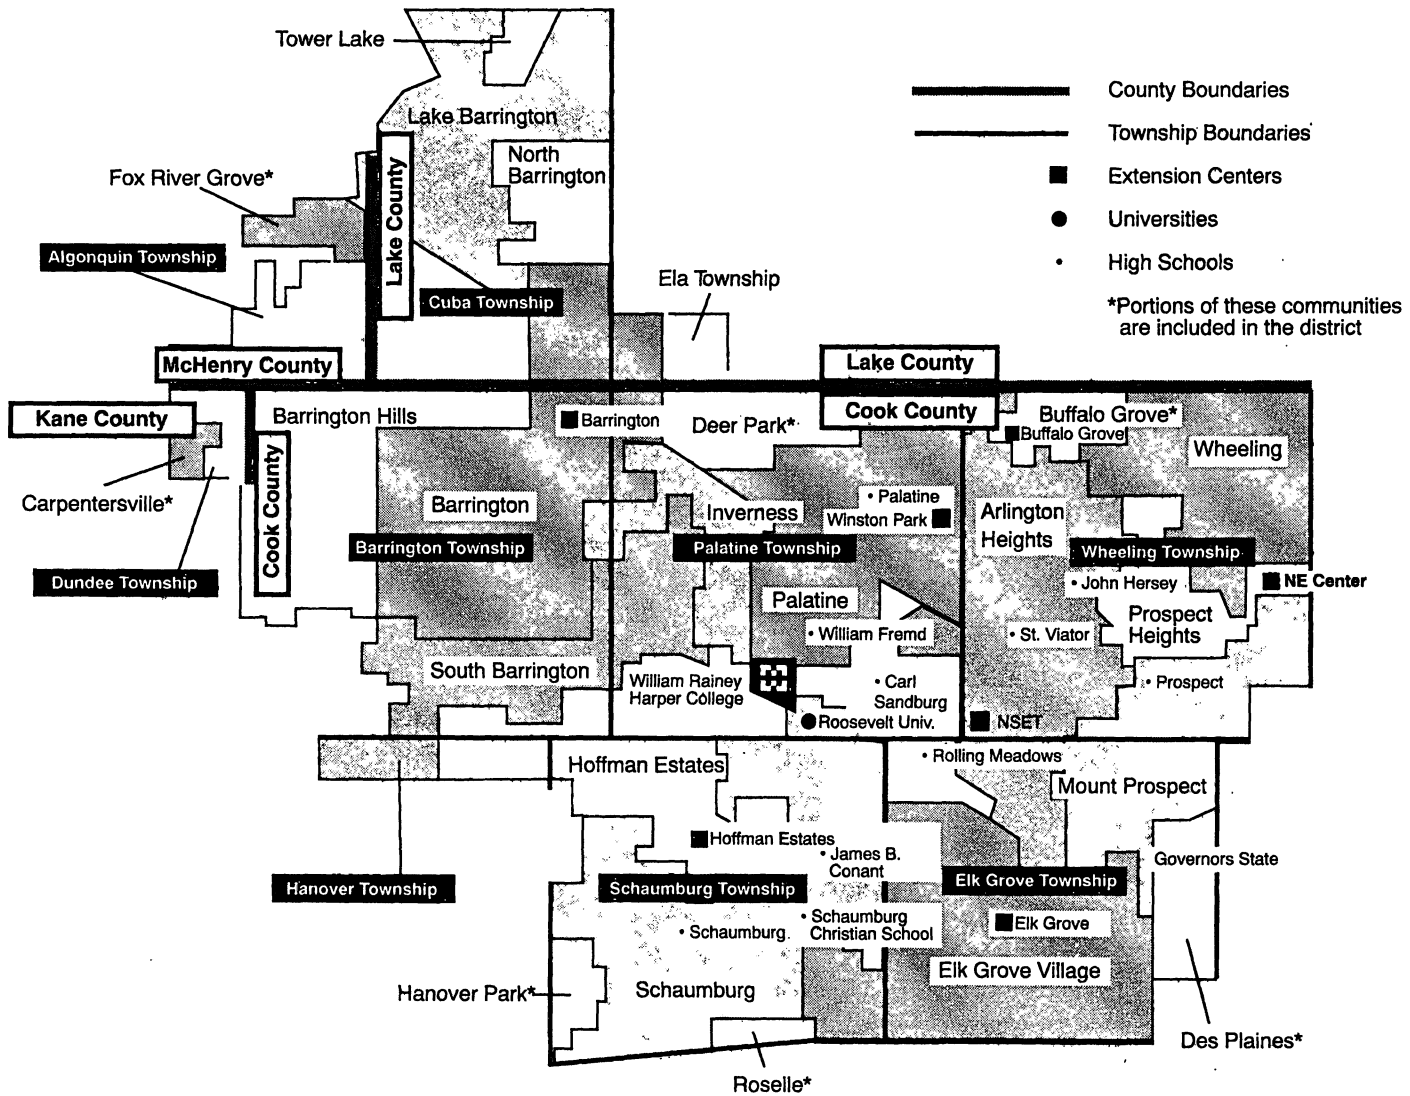 Tower Lake
County Boundaries
Lake Barrington
Township Boundaries
North
Barrington
Extension Centers
Fox River Grove*
Lake County
Universities
Algonquin Township
High Schools
Ela Township
Cuba Township
*Portions of these communities
are included in the district
McHenry County
Lake County
Kane County
Barrington Hills
Cook County
Buffalo Grove*
Barrington
Deer Park*
Buffalo Grove
Wheeling
Carpentersville*
Cook County
Barrington
Inverness
Palatine
Winston Park
Arlington
Heights
Barrington Township
Palatine Township
Wheeling Township
Dundee Township
John Hersey
NE Center
Palatine
Prospect
Heights
William Fremd
St. Viator
South Barrington
William Rainey
Harper College
Carl
Sandburg
Prospect
Roosevelt Univ.
NSET
Hoffman Estates
Rolling Meadows
Mount Prospect
Hoffman Estates
James B.
Conant
Governors State
Hanover Township
Schaumburg Township
Elk Grove Township
Schaumburg
Schaumburg
Christian School
Elk Grove
Hanover Park*
Schaumburg
Elk Grove Village
Des Plaines*
Roselle*